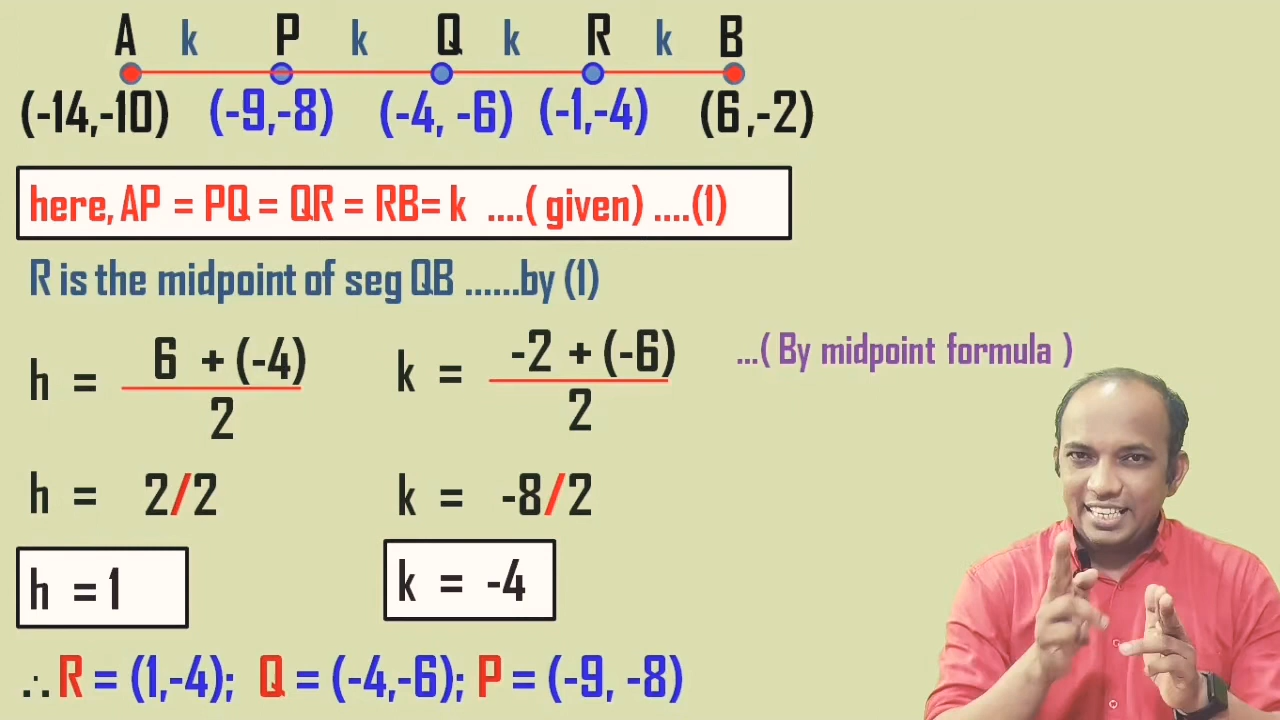 A k P k Q k R k B
(-14,-10) (-9,-8) (-4, -6) (-1,-4) (6 ,-2)
here, AP = PQ = QR = RB= k ....( given) ....(1)
R is the midpoint of seg QB ......by (1)
h = 6 + (-4) / 2 k = -2 + (-6) / 2 ...( By midpoint formula )
h = 2/2 k = -8/2
h = 1 k = -4
∴ R = (1,-4); Q = (-4,-6); P = (-9, -8)